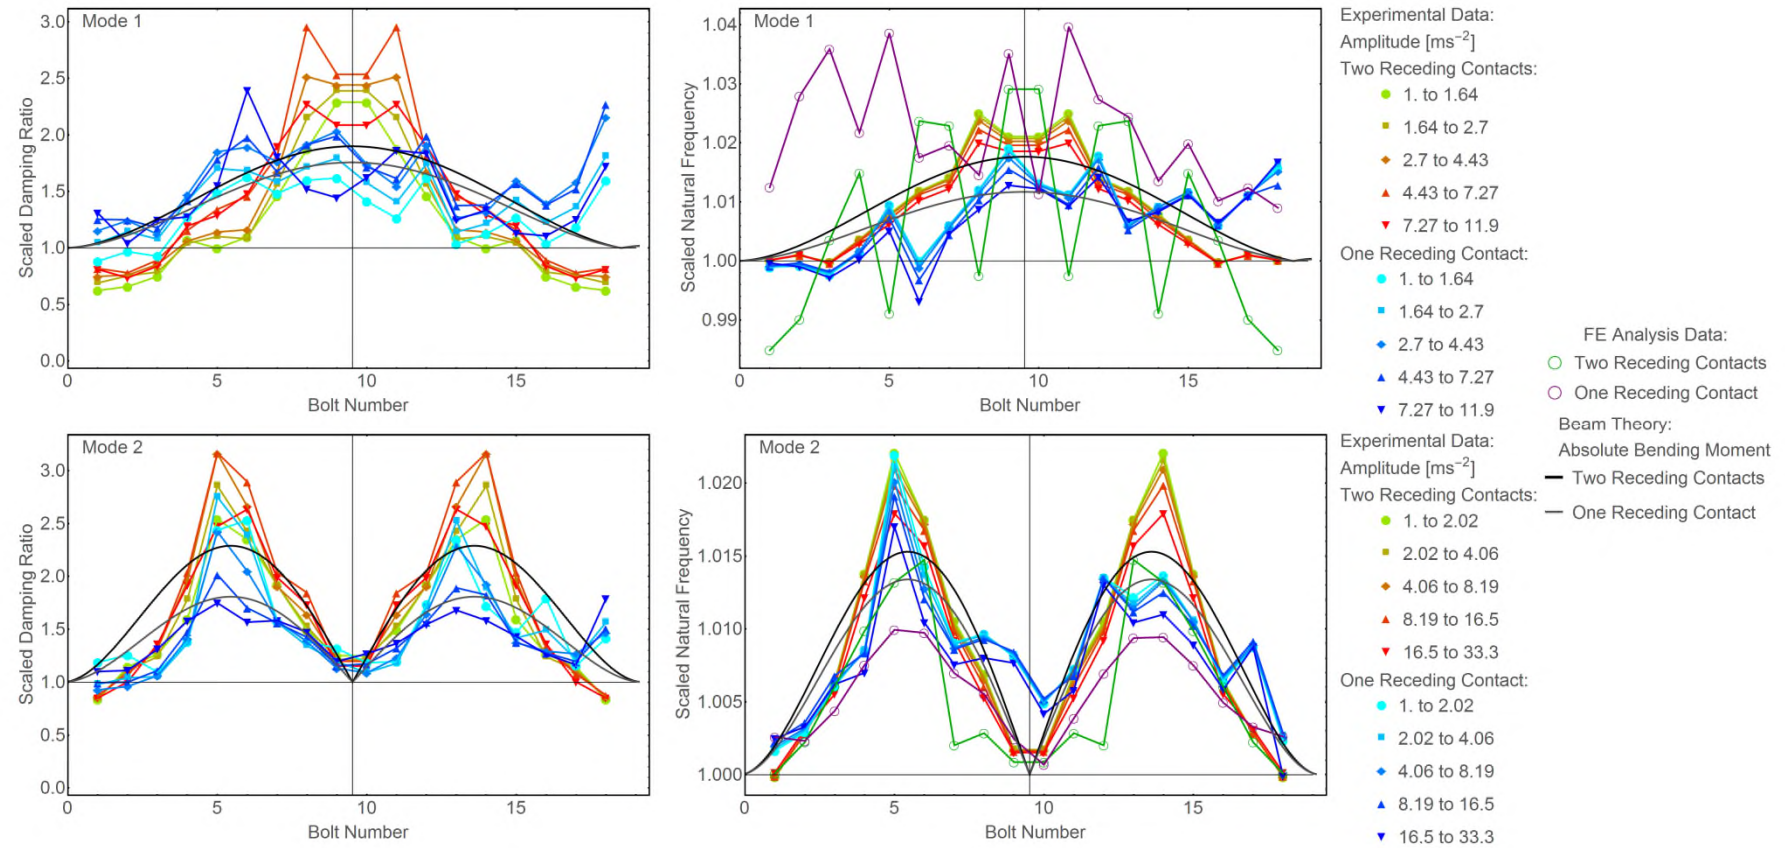 Mode 1
Scaled Damping Ratio
3.0
2.5
2.0
1.5
1.0
0.5
0.0
0
5
10
15
Bolt Number
Mode 1
Scaled Natural Frequency
1.04
1.03
1.02
1.01
1.00
0.99
0
5
10
15
Bolt Number
Experimental Data:
Amplitude [ms⁻²]
Two Receding Contacts:
1. to 1.64
1.64 to 2.7
2.7 to 4.43
4.43 to 7.27
7.27 to 11.9
One Receding Contact:
1. to 1.64
1.64 to 2.7
2.7 to 4.43
4.43 to 7.27
7.27 to 11.9
FE Analysis Data:
Two Receding Contacts
One Receding Contact
Beam Theory:
Absolute Bending Moment
Two Receding Contacts
One Receding Contact
Mode 2
Scaled Damping Ratio
3.0
2.5
2.0
1.5
1.0
0.5
0.0
0
5
10
15
Bolt Number
Mode 2
Scaled Natural Frequency
1.020
1.015
1.010
1.005
1.000
0
5
10
15
Bolt Number
Experimental Data:
Amplitude [ms⁻²]
Two Receding Contacts:
1. to 2.02
2.02 to 4.06
4.06 to 8.19
8.19 to 16.5
16.5 to 33.3
One Receding Contact:
1. to 2.02
2.02 to 4.06
4.06 to 8.19
8.19 to 16.5
16.5 to 33.3